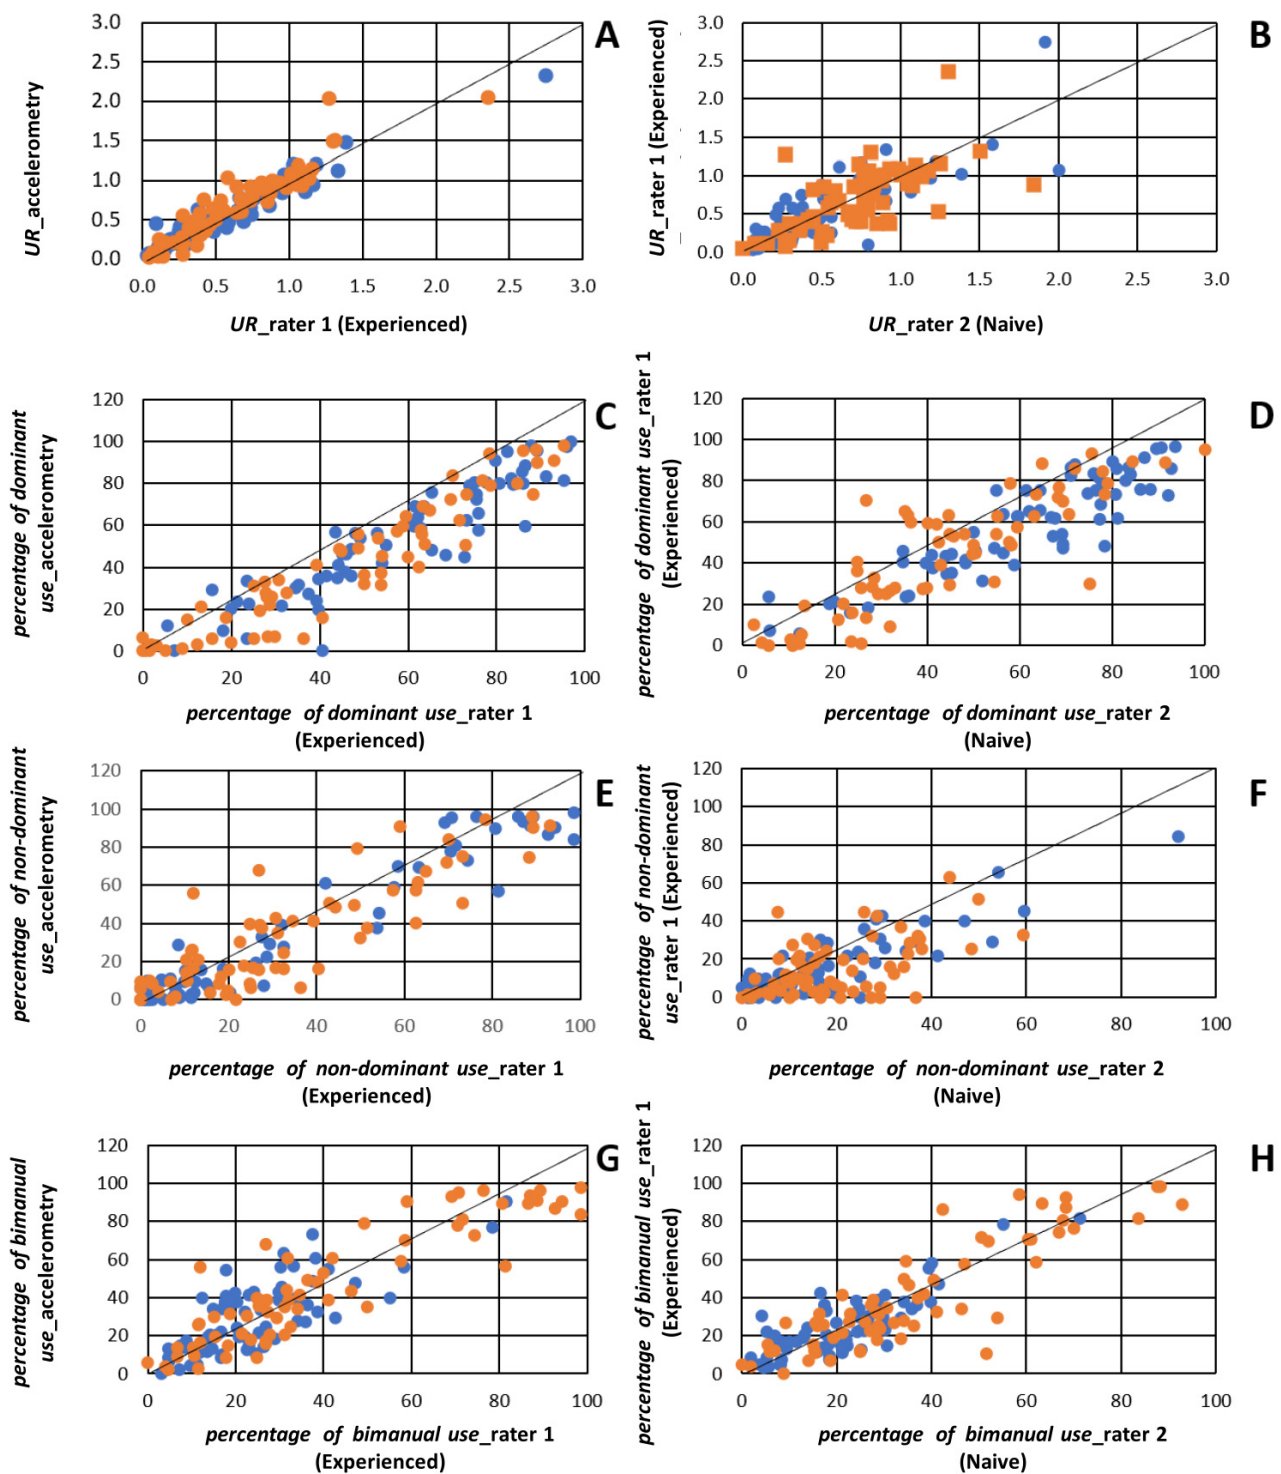 A
3.0
2.5
2.0
1.5
1.0
0.5
0.0
UR_accelerometry
0.0 0.5 1.0 1.5 2.0 2.5 3.0
UR_rater 1 (Experienced)
B
3.0
2.5
2.0
1.5
1.0
0.5
0.0
UR_rater 1 (Experienced)
0.0 0.5 1.0 1.5 2.0 2.5 3.0
UR_rater 2 (Naive)
C
120
100
80
60
40
20
0
percentage of dominant
use_accelerometry
0 20 40 60 80 100
percentage of dominant use_rater 1
(Experienced)
D
120
100
80
60
40
20
0
percentage of dominant use_rater 1
(Experienced)
0 20 40 60 80 100
percentage of dominant use_rater 2
(Naive)
E
120
100
80
60
40
20
0
percentage of non-dominant
use_accelerometry
0 20 40 60 80 100
percentage of non-dominant use_rater 1
(Experienced)
F
120
100
80
60
40
20
0
percentage of non-dominant
use_rater 1 (Experienced)
0 20 40 60 80 100
percentage of non-dominant use_rater 2
(Naive)
G
120
100
80
60
40
20
0
percentage of bimanual
use_accelerometry
0 20 40 60 80 100
percentage of bimanual use_rater 1
(Experienced)
H
120
100
80
60
40
20
0
percentage of bimanual use_rater 1
(Experienced)
0 20 40 60 80 100
percentage of bimanual use_rater 2
(Naive)